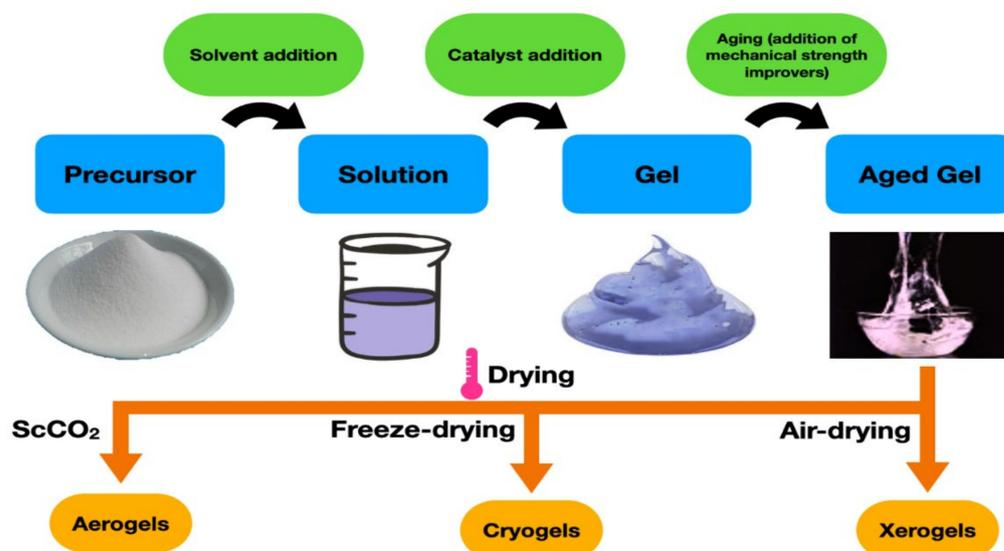 Solvent addition
Catalyst addition
Aging (addition of
mechanical strength
improvers)
Precursor
Solution
Gel
Aged Gel
Drying
ScCO₂
Freeze-drying
Air-drying
Aerogels
Cryogels
Xerogels